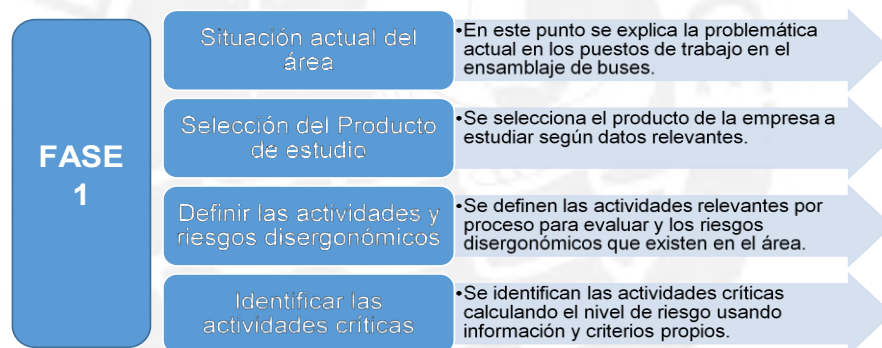 FASE
1
Situación actual del
área
•En este punto se explica la problemática
actual en los puestos de trabajo en el
ensamblaje de buses.
Selección del Producto
de estudio
•Se selecciona el producto de la empresa a
estudiar según datos relevantes.
Definir las actividades y
riesgos disergonómicos
•Se definen las actividades relevantes por
proceso para evaluar y los riesgos
disergonómicos que existen en el área.
Identificar las
actividades críticas
•Se identifican las actividades críticas
calculando el nivel de riesgo usando
información y criterios propios.